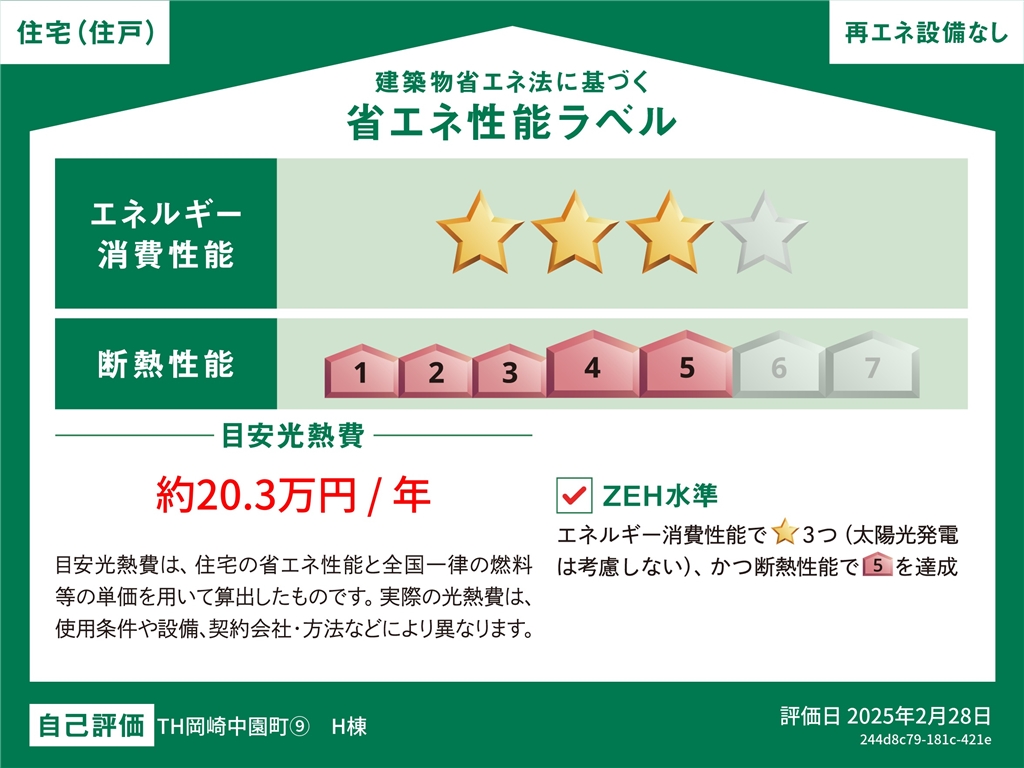 住宅（住戸）
再エネ設備なし
建築物省エネ法に基づく
省エネ性能ラベル
エネルギー
消費性能
断熱性能
1 2 3 4 5 6 7
目安光熱費
約20.3万円 / 年
目安光熱費は、住宅の省エネ性能と全国一律の燃料
等の単価を用いて算出したものです。実際の光熱費は、
使用条件や設備、契約会社・方法などにより異なります。
ZEH水準
エネルギー消費性能で 3つ（太陽光発電
は考慮しない）、かつ断熱性能で 5 を達成
自己評価 TH岡崎中園町⑨　H棟
評価日 2025年2月28日
244d8c79-181c-421e